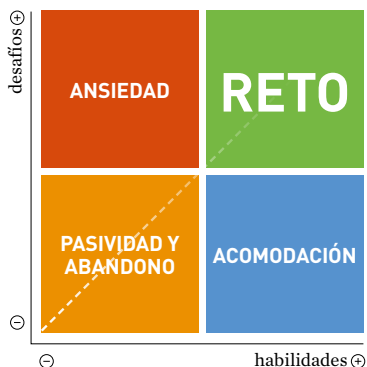 desafíos ⊕
ANSIEDAD
RETO
PASIVIDAD Y
ABANDONO
ACOMODACIÓN
⊖
⊖
habilidades ⊕